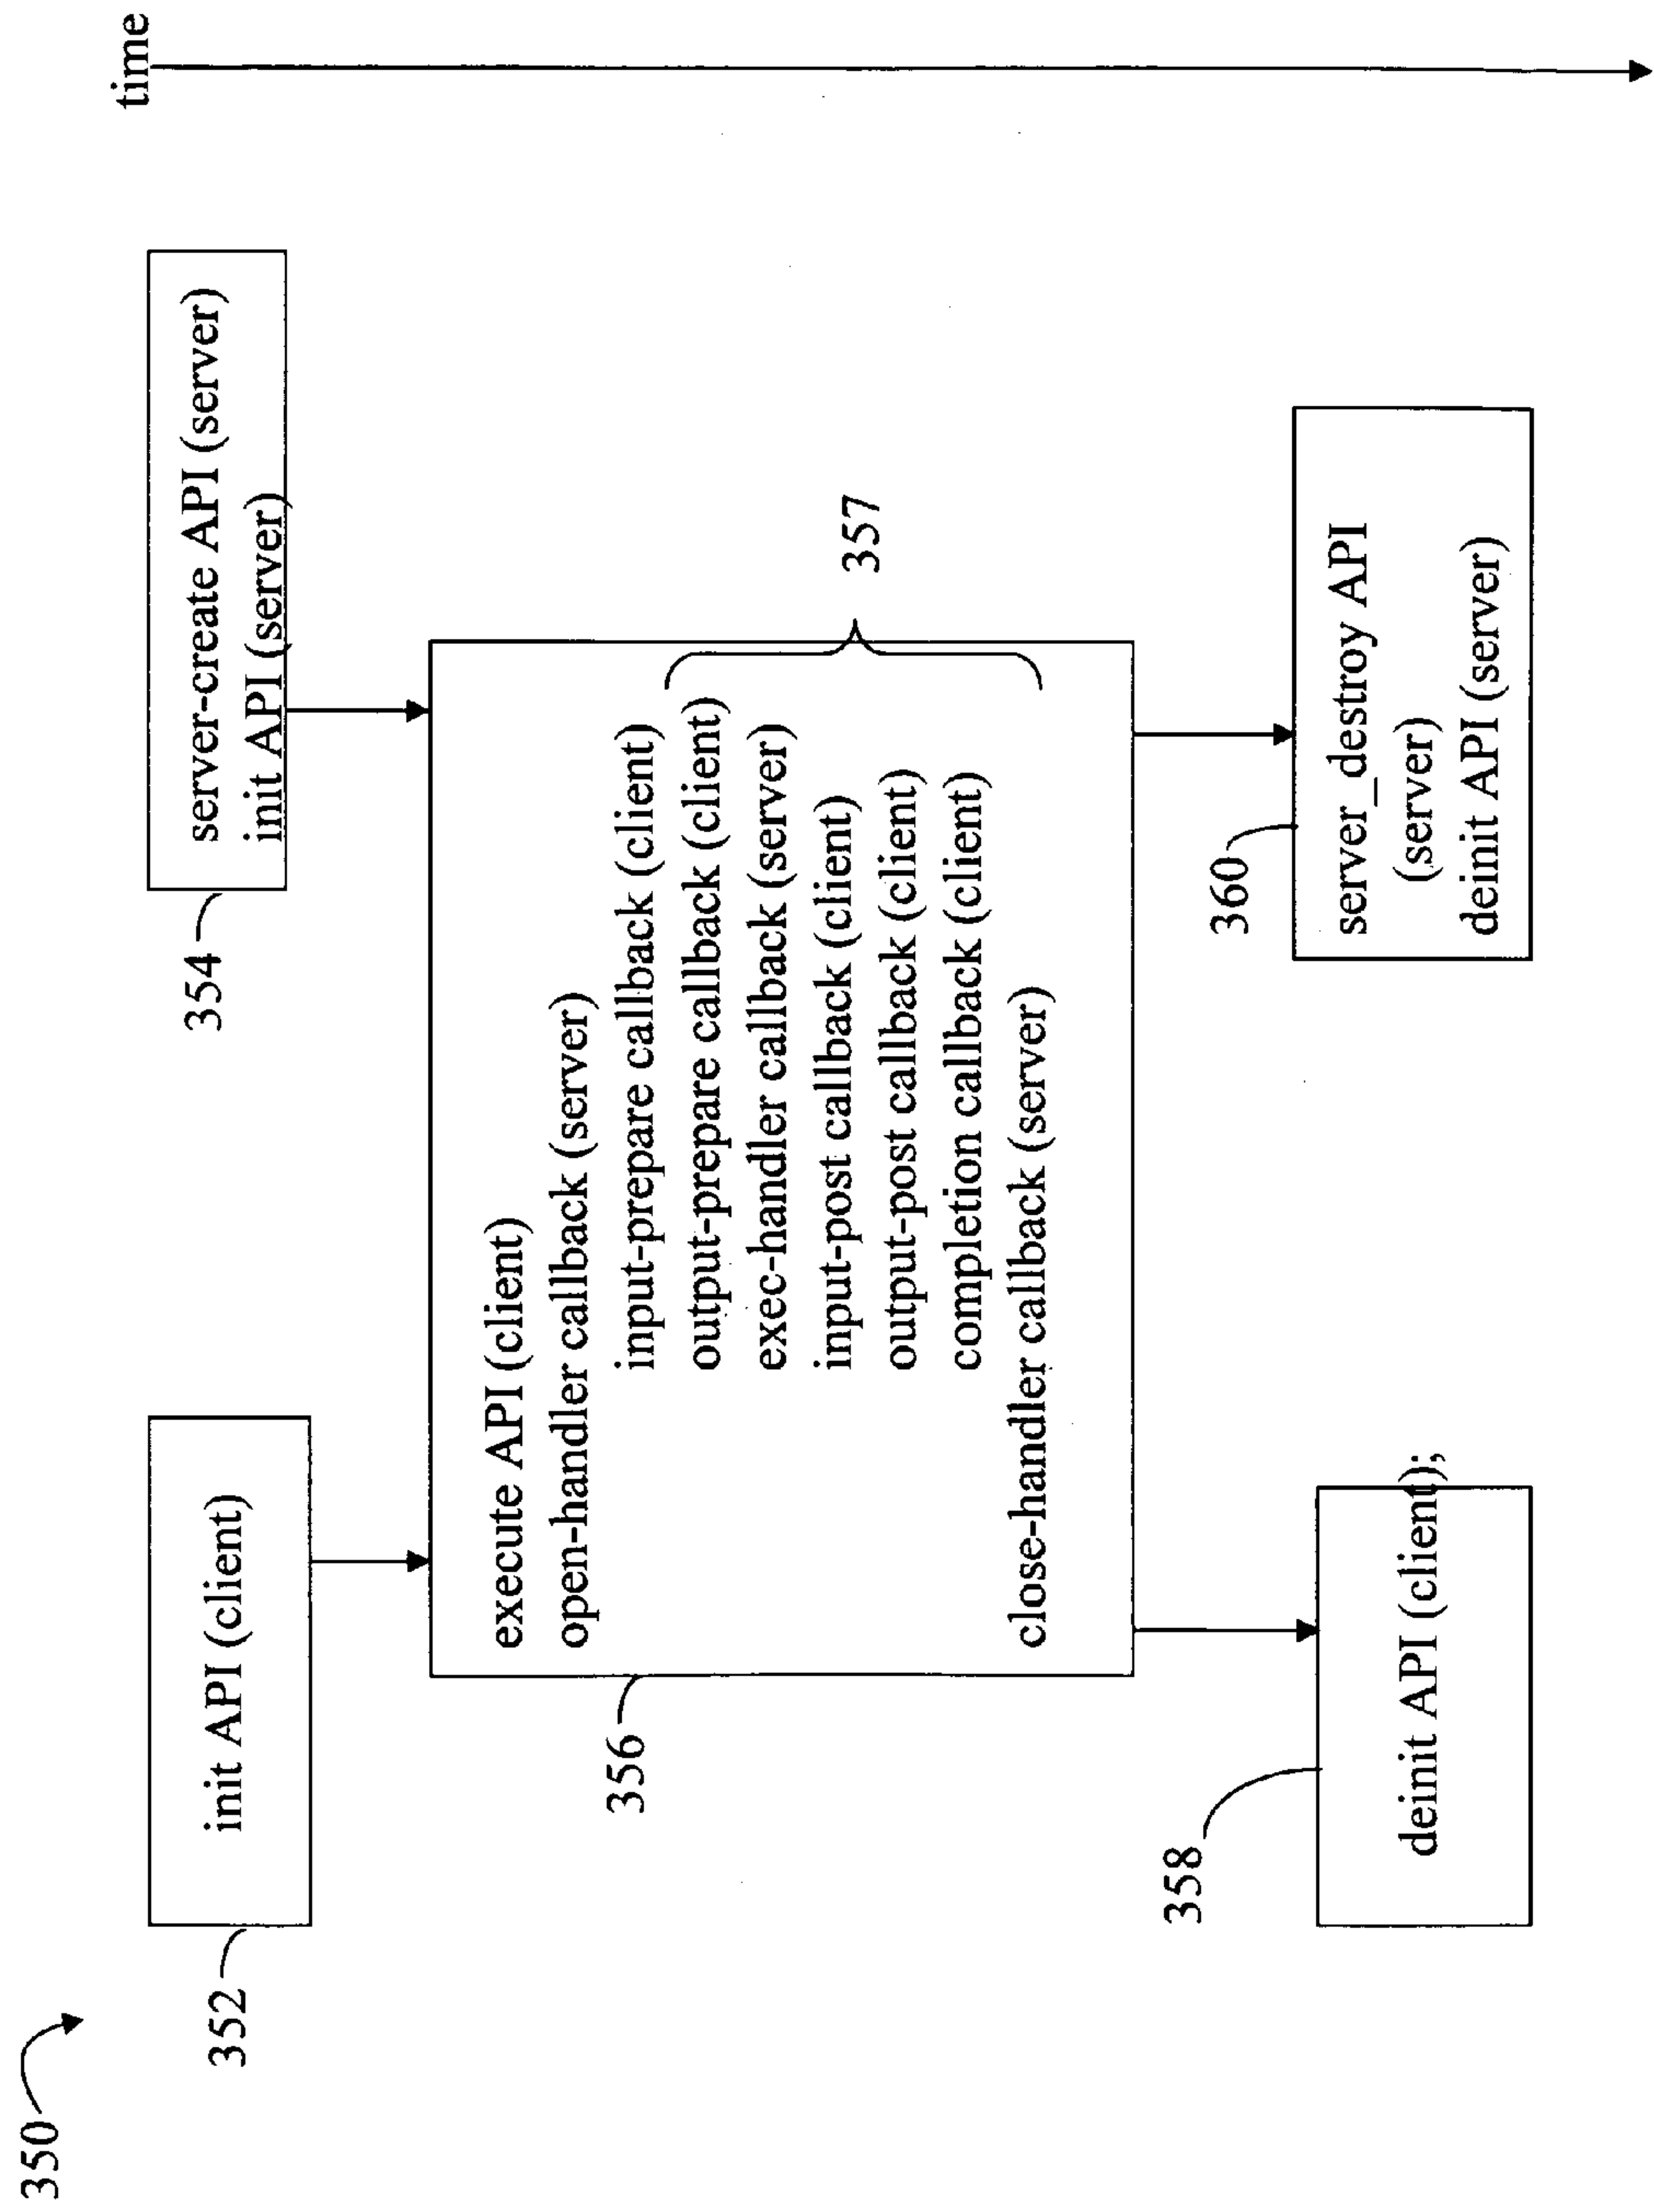 350
time
352
init API (client)
354
server-create API (server)
init API (server)
356
execute API (client)
open-handler callback (server)
input-prepare callback (client)
output-prepare callback (client)
exec-handler callback (server)
input-post callback (client)
output-post callback (client)
completion callback (client)
close-handler callback (server)
357
358
deinit API (client);
360
server_destroy API
(server)
deinit API (server)